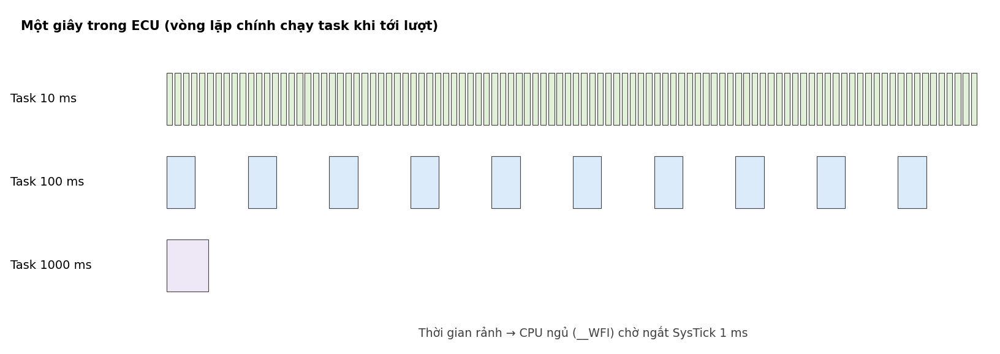 Một giây trong ECU (vòng lặp chính chạy task khi tới lượt)
Task 10 ms
Task 100 ms
Task 1000 ms
Thời gian rảnh → CPU ngủ (__WFI) chờ ngắt SysTick 1 ms